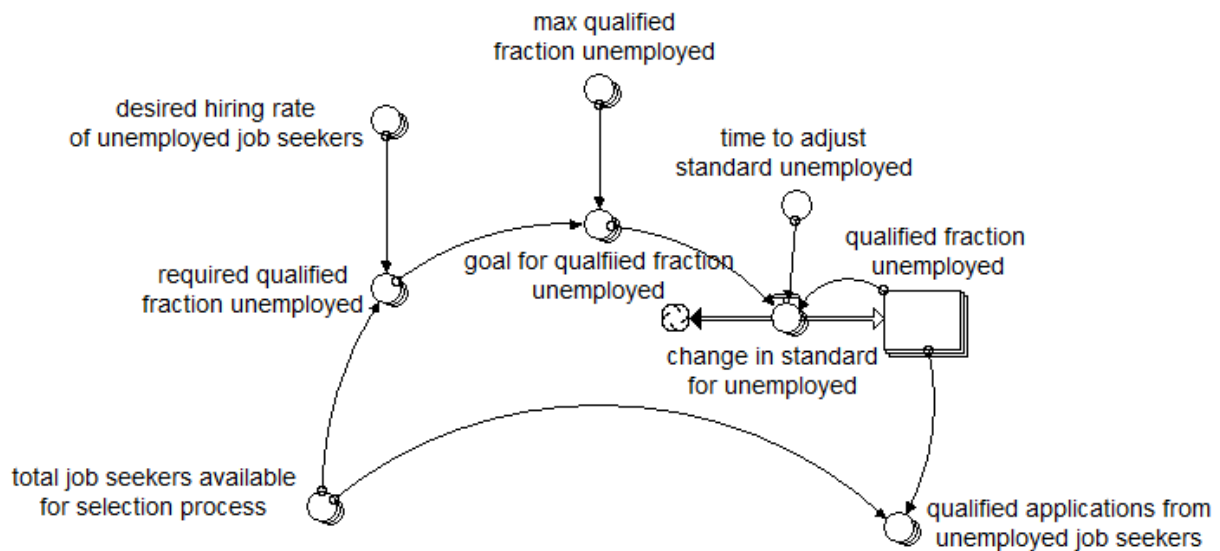 max qualified
fraction unemployed
desired hiring rate
of unemployed job seekers
time to adjust
standard unemployed
qualified fraction
unemployed
required qualified
fraction unemployed
goal for qualfiied fraction
unemployed
change in standard
for unemployed
total job seekers available
for selection process
qualified applications from
unemployed job seekers